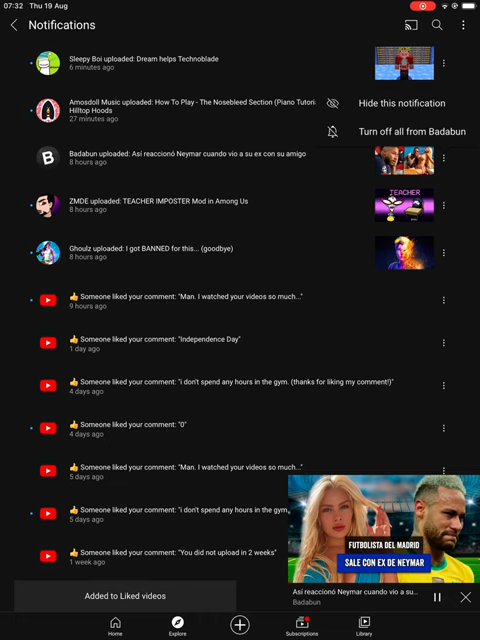 07:32 Thu 19 Aug
Notifications
Sleepy Boi uploaded: Dream helps Technoblade
6 minutes ago
Amosdoll Music uploaded: How To Play - The Nosebleed Section (Piano Tutori
Hilltop Hoods
27 minutes ago
Hide this notification
Turn off all from Badabun
B
Badabun uploaded: Así reaccionó Neymar cuando vio a su ex con su amigo
8 hours ago
ZMDE uploaded: TEACHER IMPOSTER Mod in Among Us
8 hours ago
TEACHER
Ghoulz uploaded: I got BANNED for this... (goodbye)
8 hours ago
👍 Someone liked your comment: "Man. I watched your videos so much..."
9 hours ago
👍 Someone liked your comment: "Independence Day"
1 day ago
👍 Someone liked your comment: "i don't spend any hours in the gym. (thanks for liking my comment!)"
4 days ago
👍 Someone liked your comment: "0"
4 days ago
👍 Someone liked your comment: "Man. I watched your videos so much..."
5 days ago
👍 Someone liked your comment: "i don't spend any hours in the gym.
5 days ago
👍 Someone liked your comment: "You did not upload in 2 weeks"
1 week ago
FUTBOLISTA DEL MADRID
SALE CON EX DE NEYMAR
Así reaccionó Neymar cuando vio a su...
Badabun
Added to Liked videos
Home
Explore
Subscriptions
Library